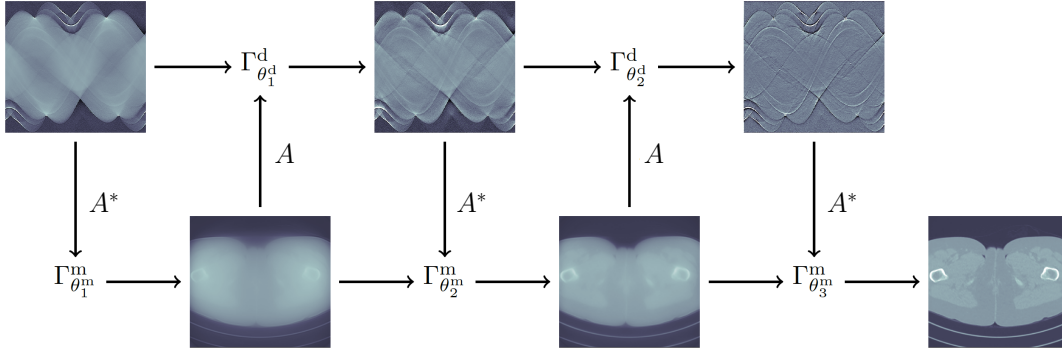 Γ^d_{θ^d_1} Γ^d_{θ^d_2}
A* A A* A A*
Γ^m_{θ^m_1} Γ^m_{θ^m_2} Γ^m_{θ^m_3}